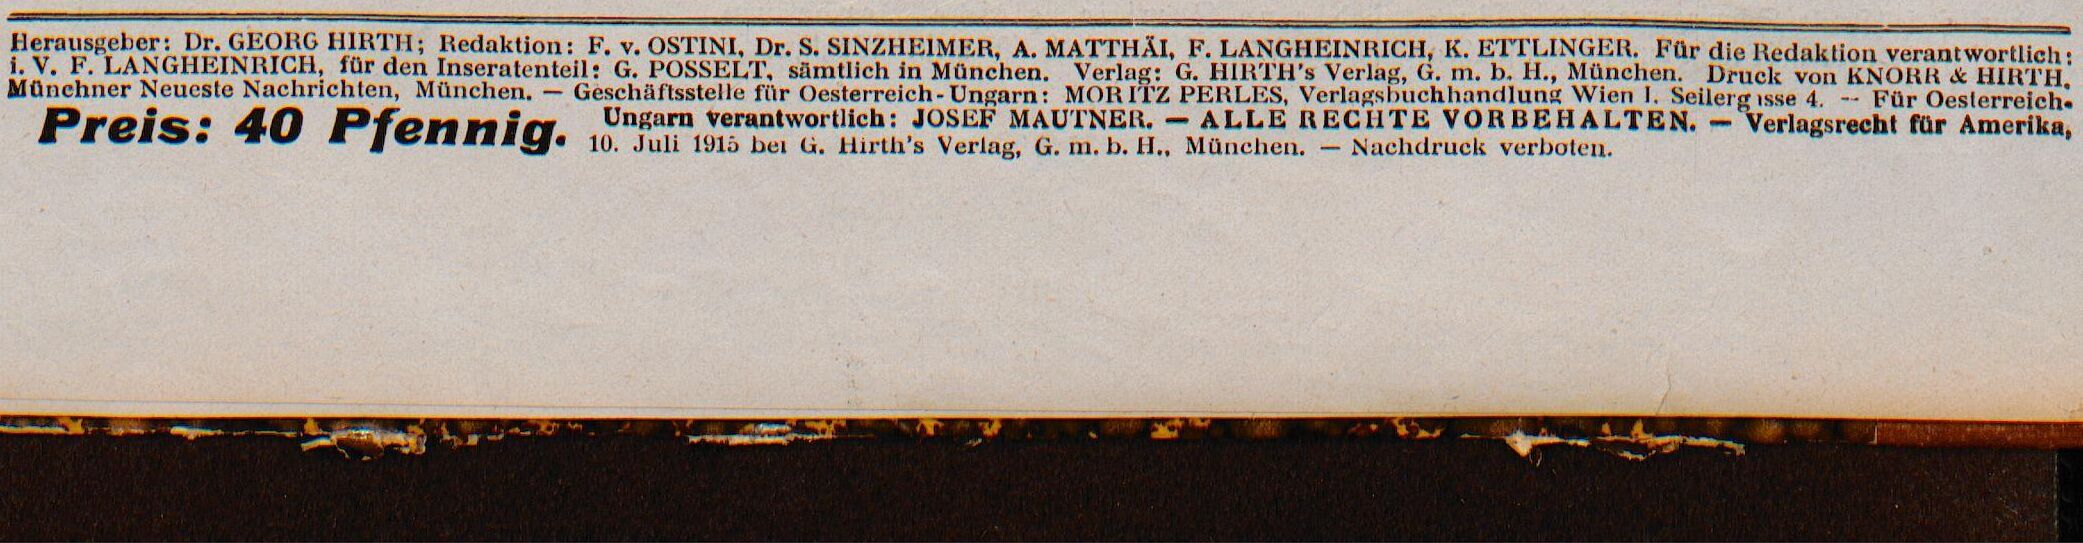 Herausgeber: Dr. GEORG HIRTH; Redaktion: F. v. OSTINI, Dr. S. SINZHEIMER, A. MATTHÄI, F. LANGHEINRICH, K. ETTLINGER. Für die Redaktion verantwortlich:
i. V. F. LANGHEINRICH, für den Inseratenteil: G. POSSELT, sämtlich in München. Verlag: G. HIRTH's Verlag, G. m. b. H., München. Druck von KNORR & HIRTH,
Münchner Neueste Nachrichten, München. — Geschäftsstelle für Oesterreich-Ungarn: MORITZ PERLES, Verlagsbuchhandlung Wien I. Seilergasse 4. — Für Oesterreich-
Preis: 40 Pfennig. Ungarn verantwortlich: JOSEF MAUTNER. — ALLE RECHTE VORBEHALTEN. — Verlagsrecht für Amerika,
10. Juli 1915 bei G. Hirth's Verlag, G. m. b. H., München. — Nachdruck verboten.